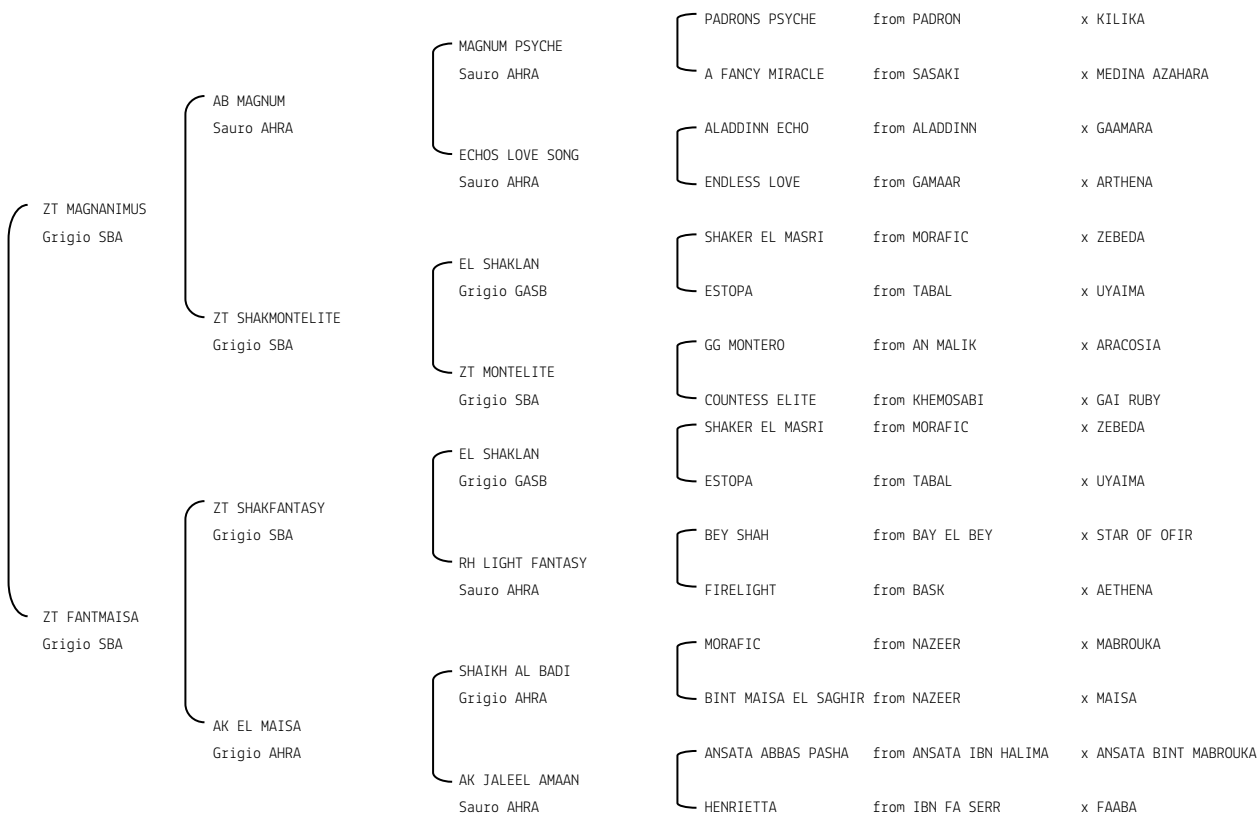 PADRONS PSYCHE from PADRON x KILIKA
MAGNUM PSYCHE
Sauro AHRA A FANCY MIRACLE from SASAKI x MEDINA AZAHARA
AB MAGNUM
Sauro AHRA ALADDINN ECHO from ALADDINN x GAAMARA
ECHOS LOVE SONG
Sauro AHRA ENDLESS LOVE from GAMAAR x ARTHENA
ZT MAGNANIMUS
Grigio SBA SHAKER EL MASRI from MORAFIC x ZEBEDA
EL SHAKLAN
Grigio GASB ESTOPA from TABAL x UYAIMA
ZT SHAKMONTELITE
Grigio SBA GG MONTERO from AN MALIK x ARACOSIA
ZT MONTELITE
Grigio SBA COUNTESS ELITE from KHEMOSABI x GAI RUBY
SHAKER EL MASRI from MORAFIC x ZEBEDA
EL SHAKLAN
Grigio GASB ESTOPA from TABAL x UYAIMA
ZT SHAKFANTASY
Grigio SBA BEY SHAH from BAY EL BEY x STAR OF OFIR
RH LIGHT FANTASY
Sauro AHRA FIRELIGHT from BASK x AETHENA
ZT FANTMAISA
Grigio SBA MORAFIC from NAZEER x MABROUKA
SHAIKH AL BADI
Grigio AHRA BINT MAISA EL SAGHIR from NAZEER x MAISA
AK EL MAISA
Grigio AHRA ANSATA ABBAS PASHA from ANSATA IBN HALIMA x ANSATA BINT MABROUKA
AK JALEEL AMAAN
Sauro AHRA HENRIETTA from IBN FA SERR x FAABA